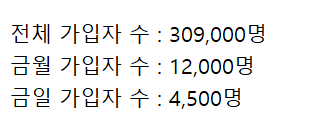 전체 가입자 수 : 309,000명
금월 가입자 수 : 12,000명
금일 가입자 수 : 4,500명